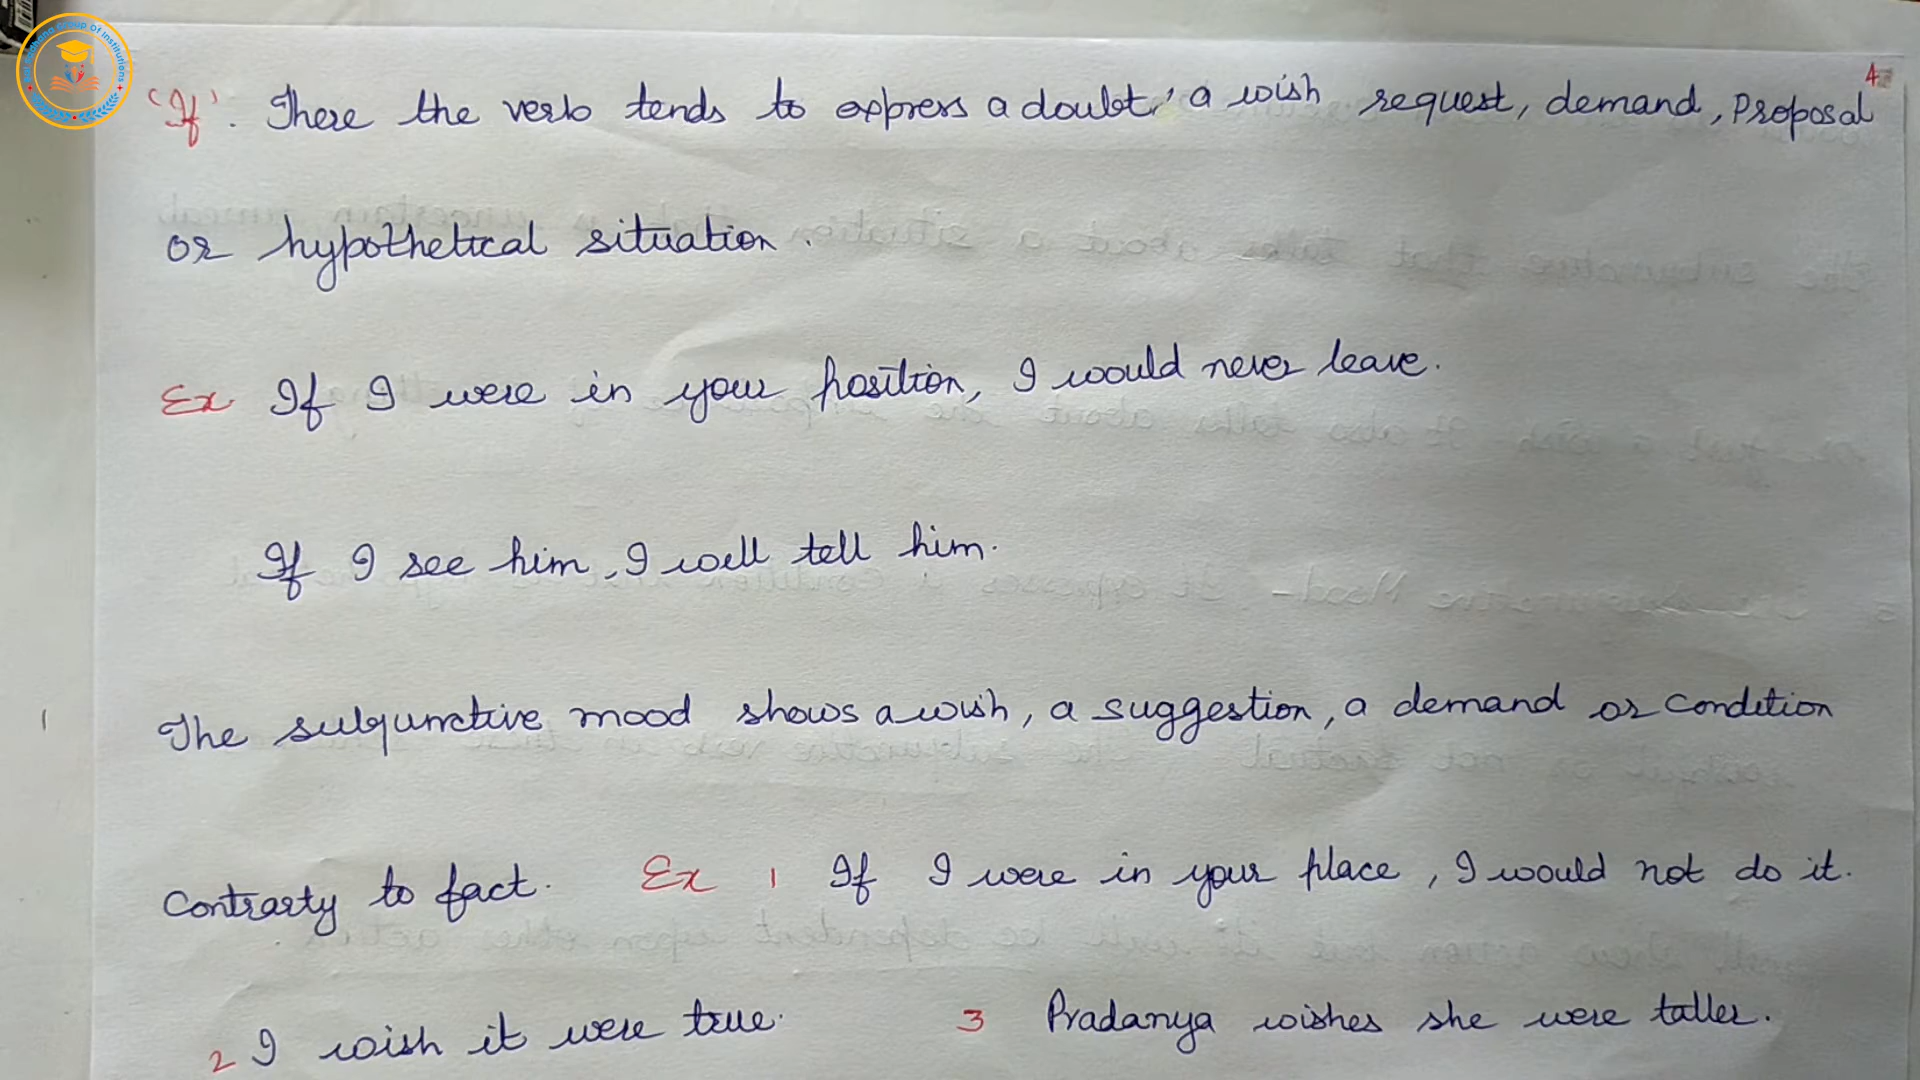 4
'If'. There the verb tends to express a doubt, a wish request, demand, Proposal
or hypothetical situation.
Ex If I were in your position, I would never leave.
If I see him, I will tell him.
The subjunctive mood shows a wish, a suggestion, a demand or condition
contrarty to fact. Ex 1 If I were in your place, I would not do it.
2 I wish it were true. 3 Pradanya wishes she were taller.